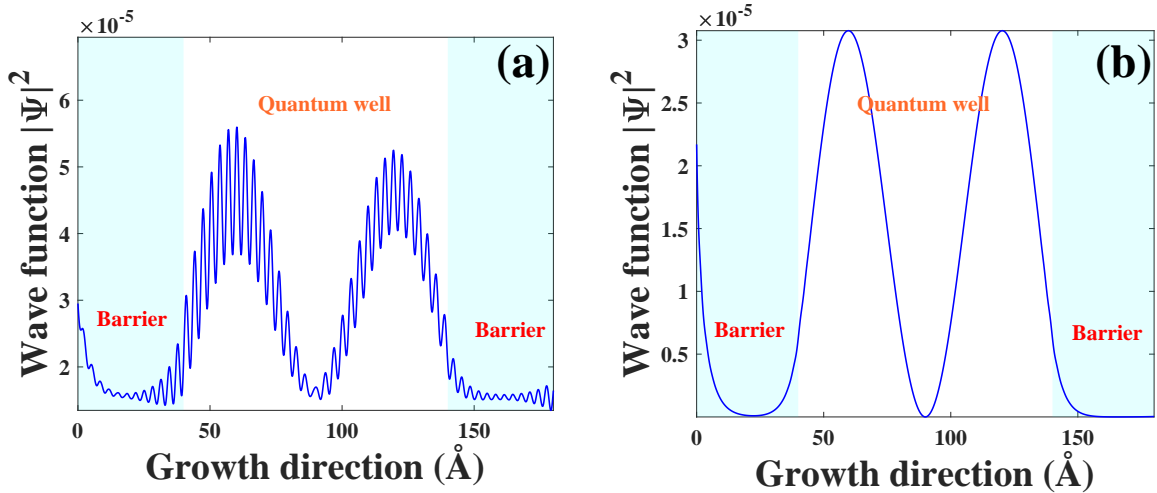 ×10⁻⁵
(a)
Quantum well
Barrier
Barrier
Wave function |Ψ|²
6
5
4
3
2
0
50
100
150
Growth direction (Å)
×10⁻⁵
(b)
Quantum well
Barrier
Barrier
Wave function |Ψ|²
3
2.5
2
1.5
1
0.5
0
50
100
150
Growth direction (Å)